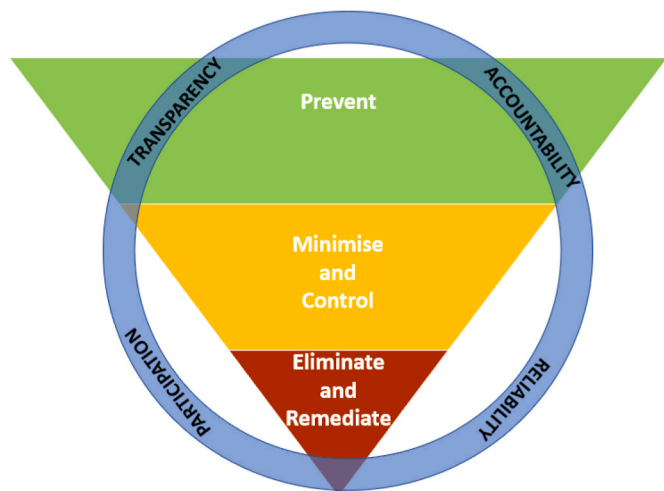 TRANSPARENCY
ACCOUNTABILITY
Prevent
Minimise
and
Control
Eliminate
and
Remediate
PARTICIPATION
RELIABILITY